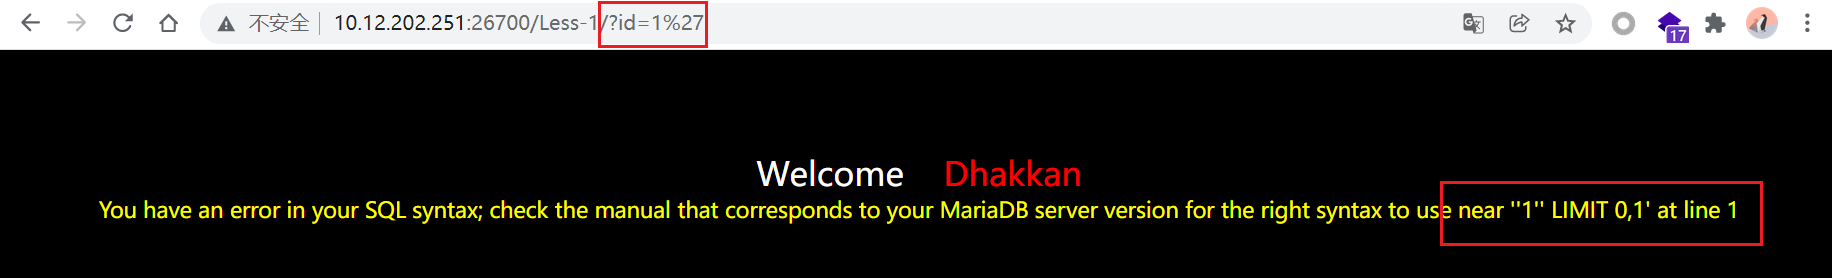 不安全 10.12.202.251:26700/Less-1/?id=1%27
17
Welcome Dhakkan
You have an error in your SQL syntax; check the manual that corresponds to your MariaDB server version for the right syntax to use near ''1'' LIMIT 0,1' at line 1